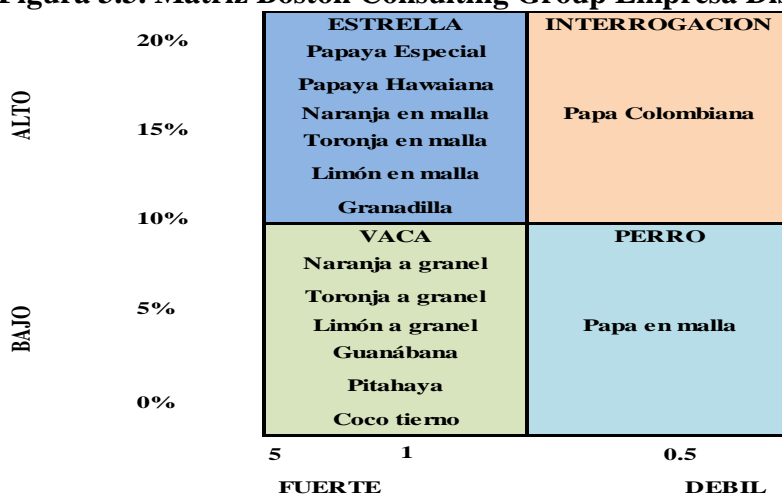 Figura 5.5. Matriz Boston Consulting Group Empresa Dis
ESTRELLA
INTERROGACION
20%
Papaya Especial
Papaya Hawaiana
ALTO
Naranja en malla
Papa Colombiana
15%
Toronja en malla
Limón en malla
Granadilla
10%
VACA
PERRO
Naranja a granel
Toronja a granel
5%
BAJO
Limón a granel
Papa en malla
Guanábana
Pitahaya
0%
Coco tierno
5
1
0.5
FUERTE
DEBIL